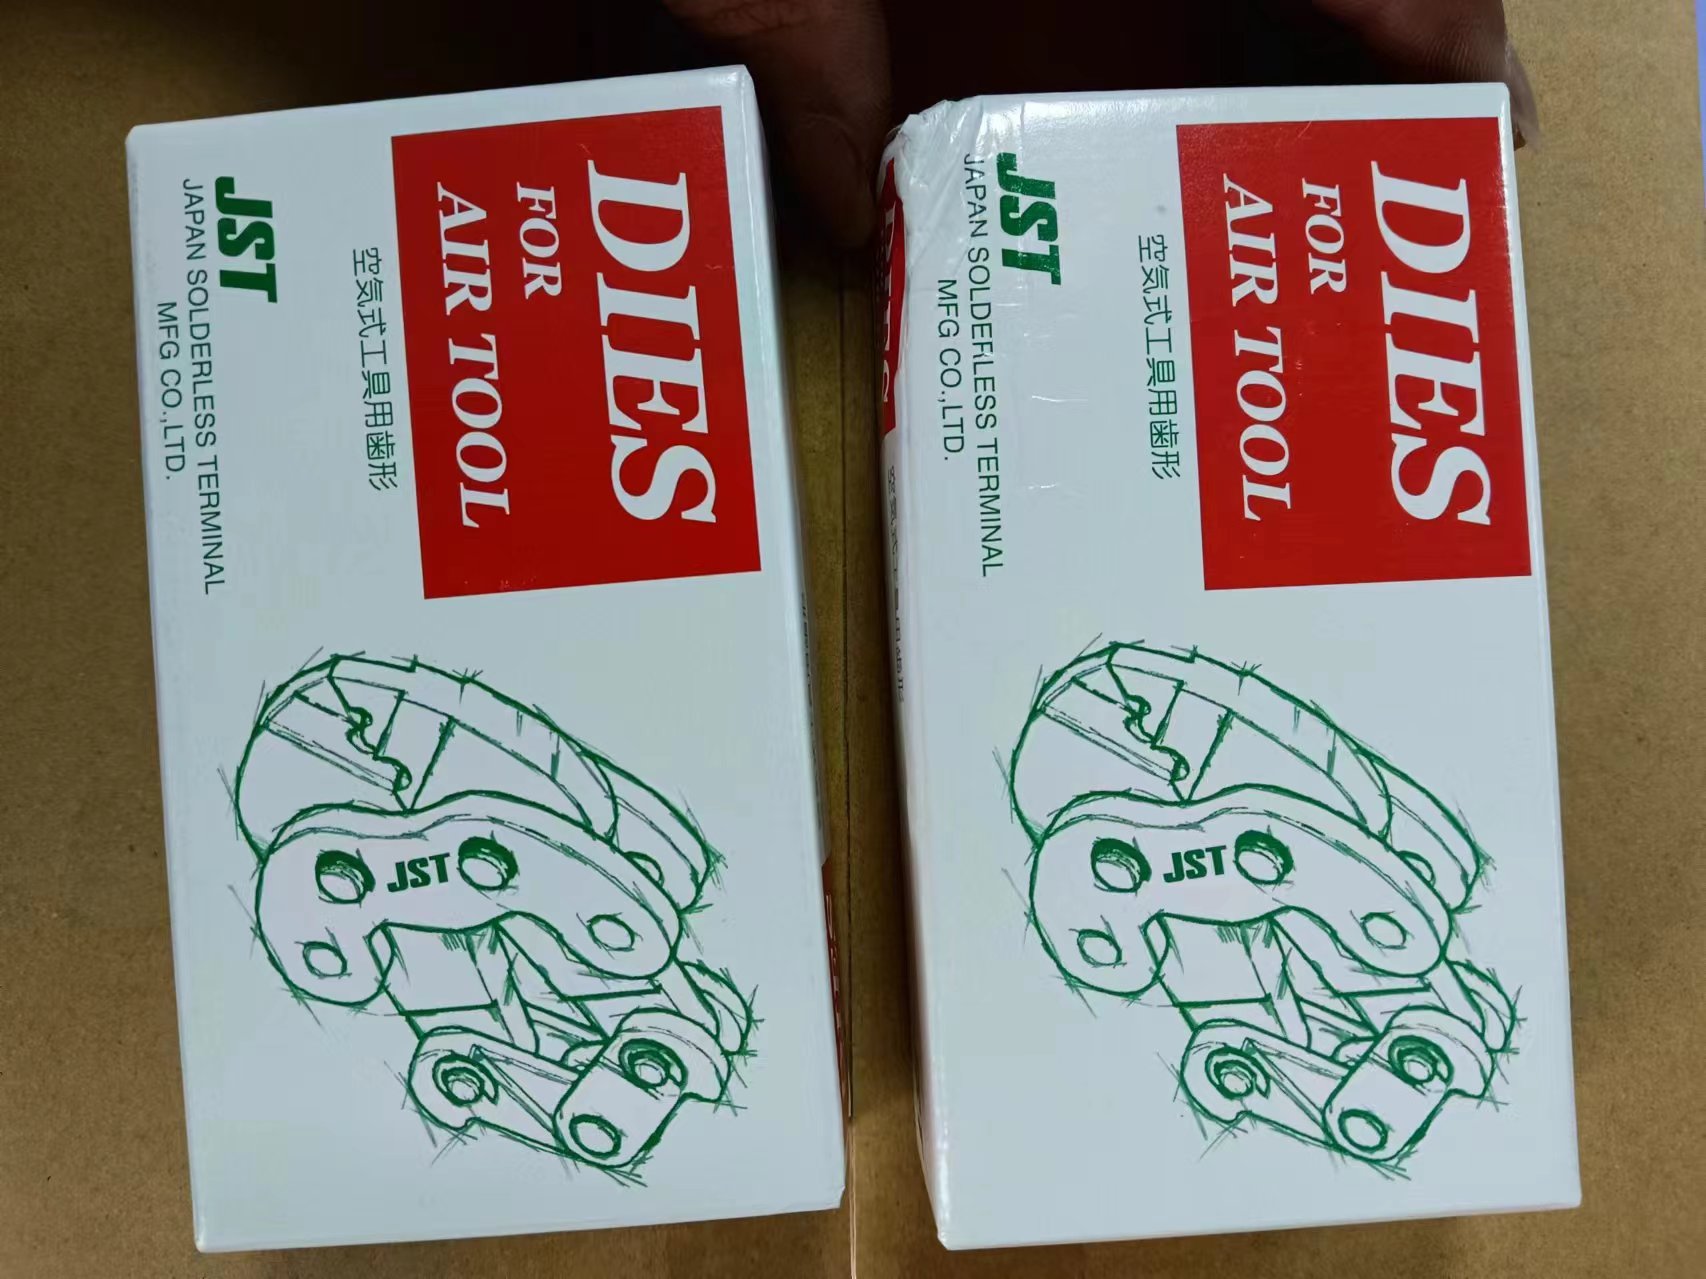 DIES
FOR
AIR TOOL
空気式工具用歯形
JST
JAPAN SOLDERLESS TERMINAL
MFG CO.,LTD.
JST
DIES
FOR
AIR TOOL
空気式工具用歯形
JST
JAPAN SOLDERLESS TERMINAL
MFG CO.,LTD.
JST